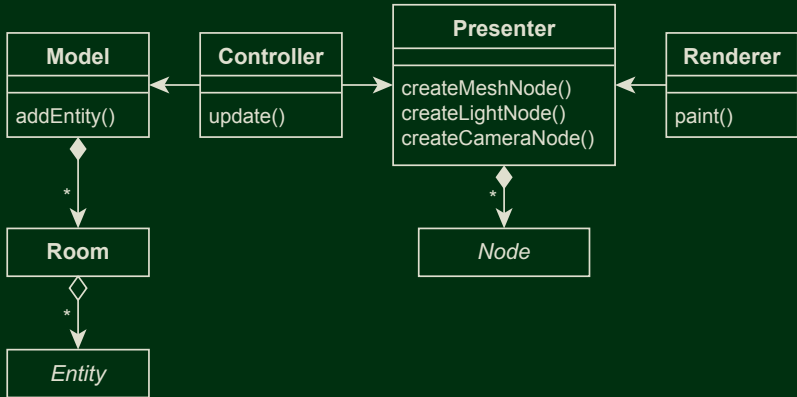 Model
addEntity()
Controller
update()
Presenter
createMeshNode()
createLightNode()
createCameraNode()
Renderer
paint()
*
Room
*
Entity
*
Node